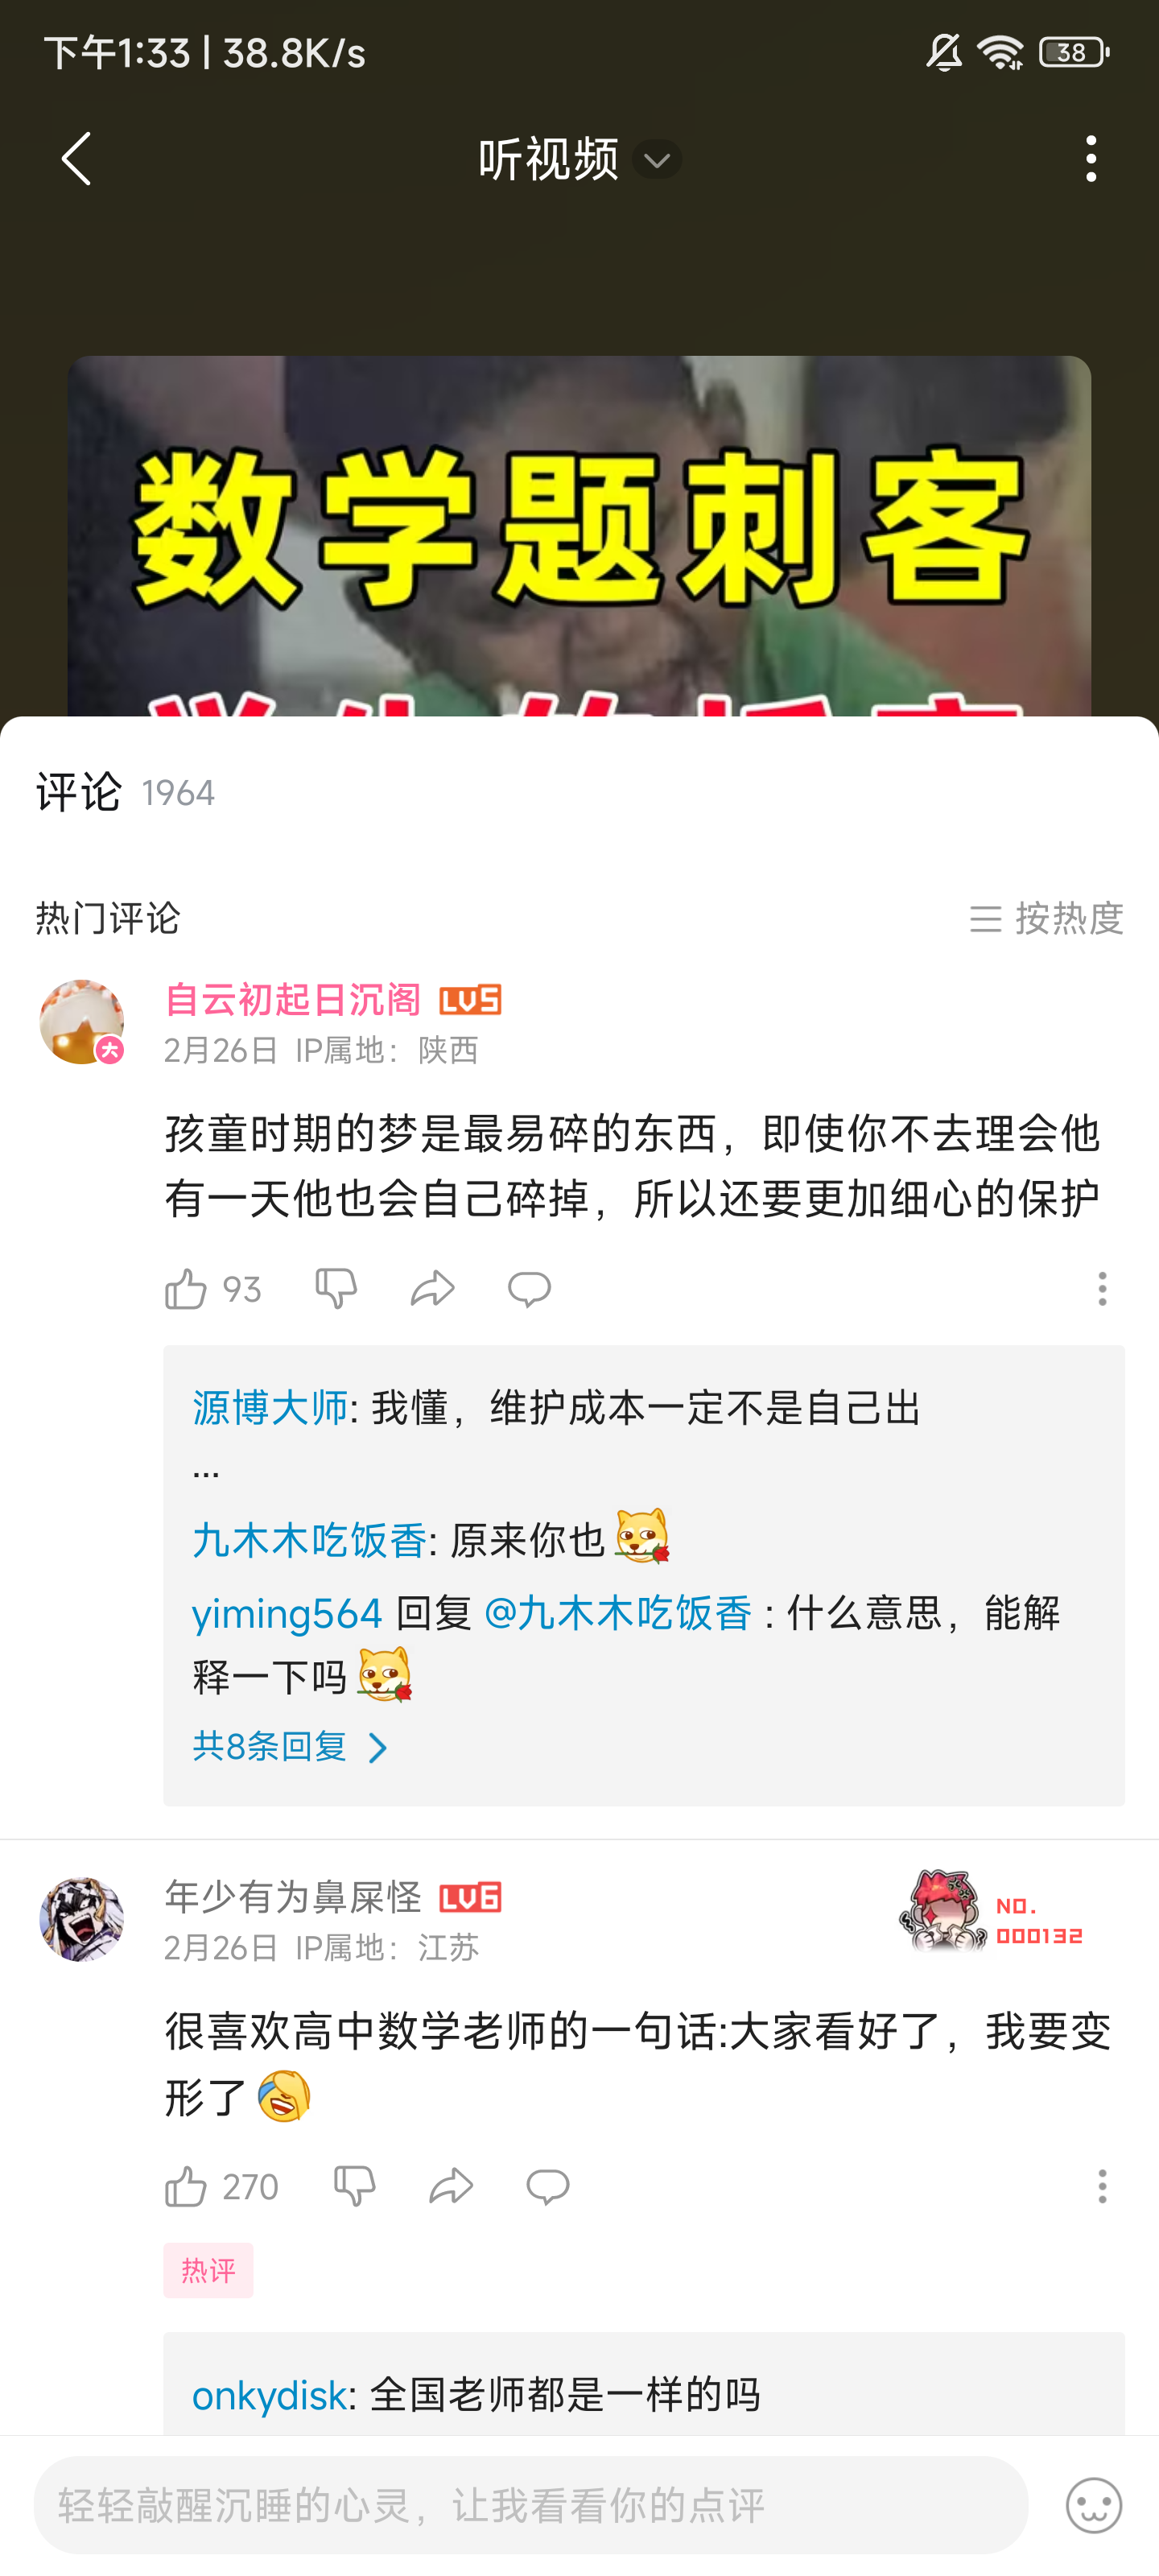 下午1:33 | 38.8K/s
38
听视频
数学题刺客
评论 1964
热门评论
按热度
自云初起日沉阁 LV5
2月26日 IP属地：陕西
孩童时期的梦是最易碎的东西，即使你不去理会他
有一天他也会自己碎掉，所以还要更加细心的保护
93
源博大师: 我懂，维护成本一定不是自己出
...
九木木吃饭香: 原来你也
yiming564 回复 @九木木吃饭香 : 什么意思，能解
释一下吗
共8条回复
年少有为鼻屎怪 LV6
NO.
000132
2月26日 IP属地：江苏
很喜欢高中数学老师的一句话:大家看好了，我要变
形了
270
热评
onkydisk: 全国老师都是一样的吗
轻轻敲醒沉睡的心灵，让我看看你的点评